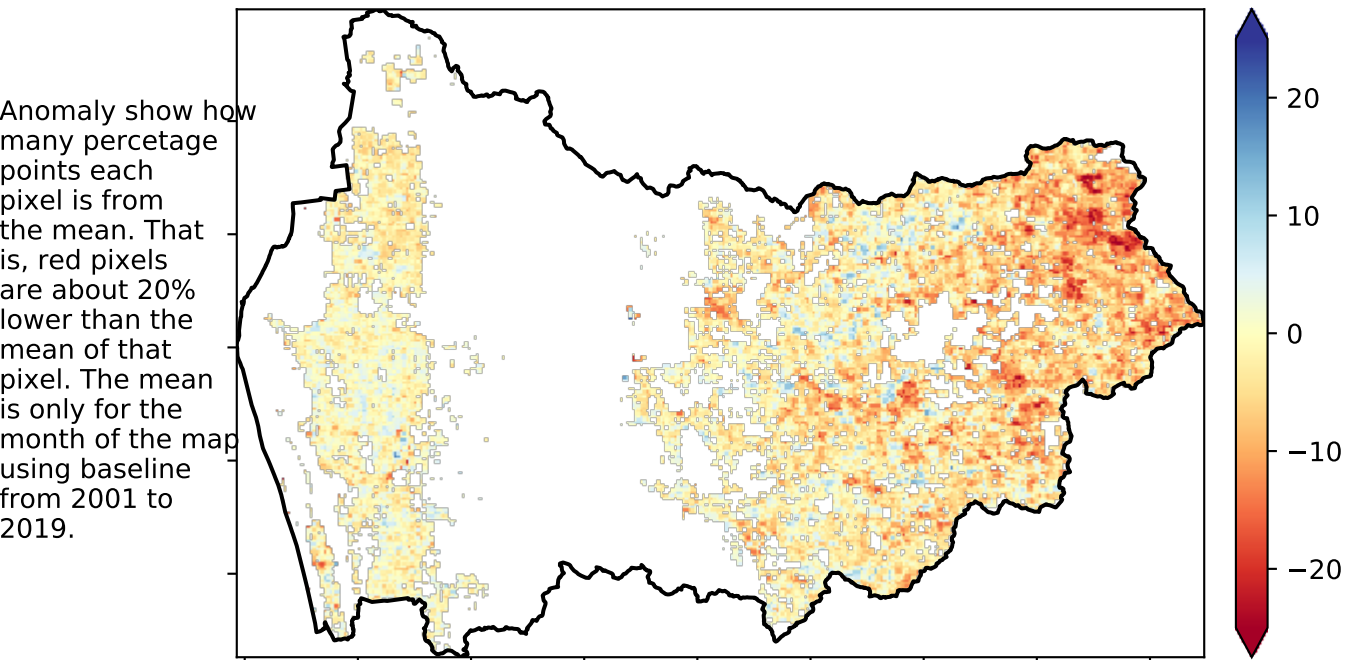 Anomaly show how
many percetage
points each
pixel is from
the mean. That
is, red pixels
are about 20%
lower than the
mean of that
pixel. The mean
is only for the
month of the map
using baseline
from 2001 to
2019.
20
10
0
−10
−20